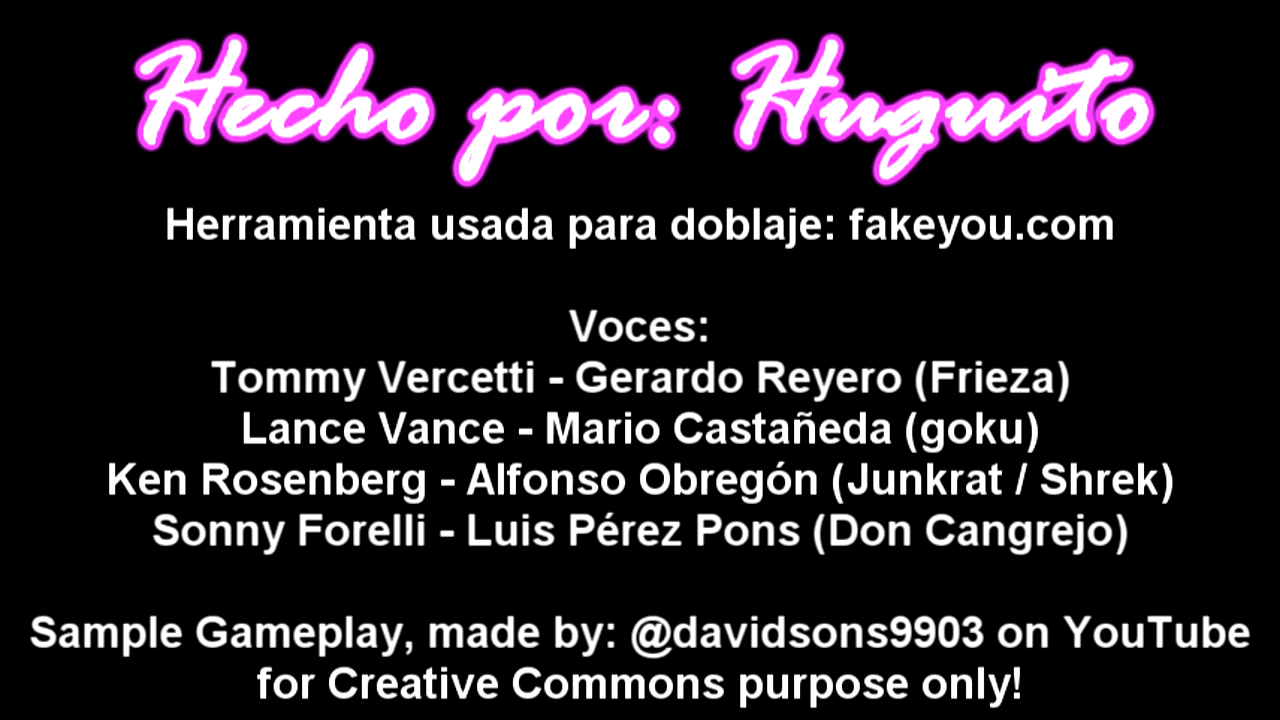 Hecho por: Huguito
Herramienta usada para doblaje: fakeyou.com
Voces:
Tommy Vercetti - Gerardo Reyero (Frieza)
Lance Vance - Mario Castañeda (goku)
Ken Rosenberg - Alfonso Obregón (Junkrat / Shrek)
Sonny Forelli - Luis Pérez Pons (Don Cangrejo)
Sample Gameplay, made by: @davidsons9903 on YouTube
for Creative Commons purpose only!